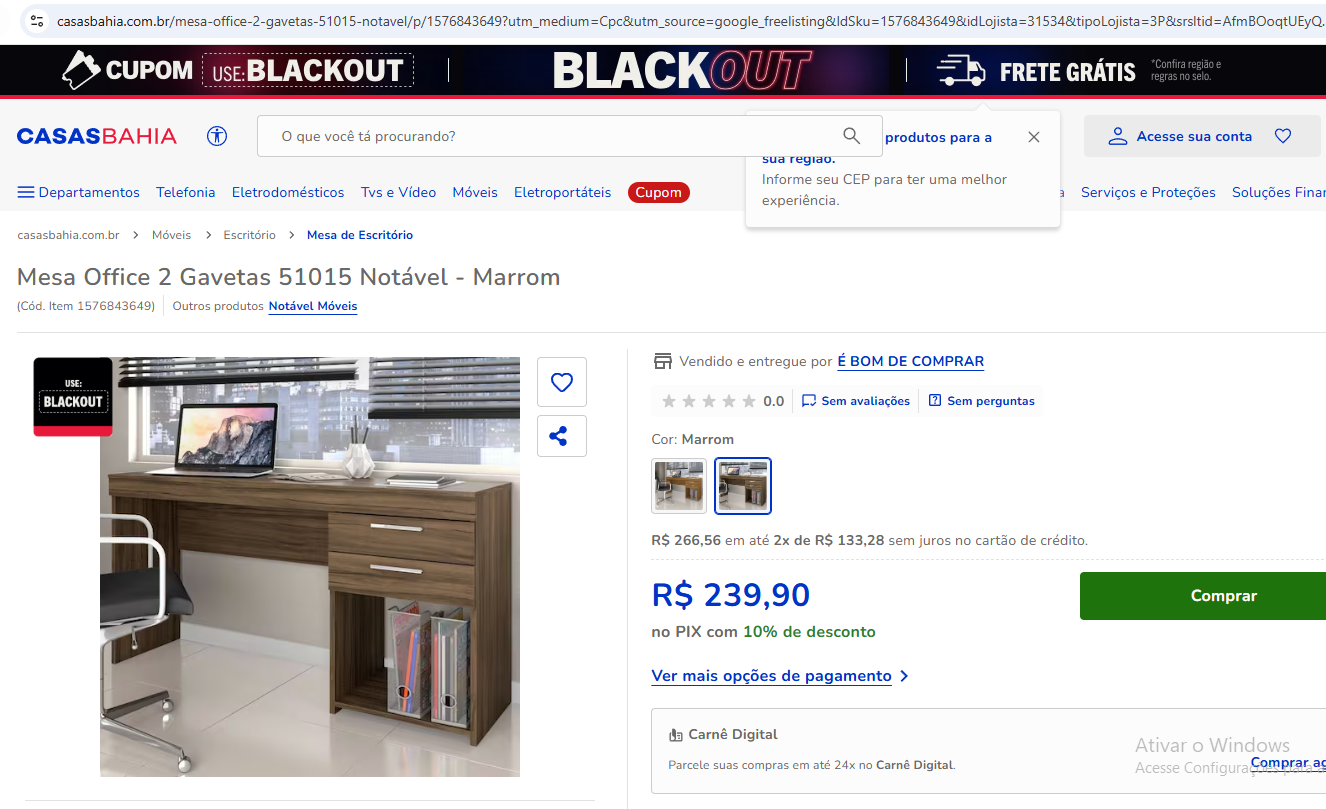 casasbahia.com.br/mesa-office-2-gavetas-51015-notavel/p/1576843649?utm_medium=Cpc&utm_source=google_freelisting&IdSku=1576843649&idLojista=31534&tipoLojista=3P&srsltid=AfmBOoqtUEyQ
CUPOM USE: BLACKOUT BLACKOUT FRETE GRÁTIS *Confira região e
regras no selo.
CASASBAHIA
O que você tá procurando?
produtos para a
sua região.
Informe seu CEP para ter uma melhor
experiência.
Acesse sua conta
Departamentos Telefonia Eletrodomésticos Tvs e Vídeo Móveis Eletroportáteis Cupom Serviços e Proteções Soluções
casasbahia.com.br > Móveis > Escritório > Mesa de Escritório
Mesa Office 2 Gavetas 51015 Notável - Marrom
(Cód. Item 1576843649) Outros produtos Notável Móveis
USE:
BLACKOUT
Vendido e entregue por É BOM DE COMPRAR
0.0 Sem avaliações Sem perguntas
Cor: Marrom
R$ 266,56 em até 2x de R$ 133,28 sem juros no cartão de crédito.
R$ 239,90
Comprar
no PIX com 10% de desconto
Ver mais opções de pagamento
Carnê Digital
Parcele suas compras em até 24x no Carnê Digital.
Ativar o Windows
Acesse Configurações para
Comprar